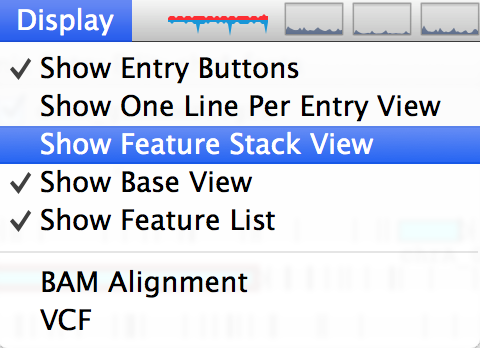 Display
Show Entry Buttons
Show One Line Per Entry View
Show Feature Stack View
Show Base View
Show Feature List
BAM Alignment
VCF